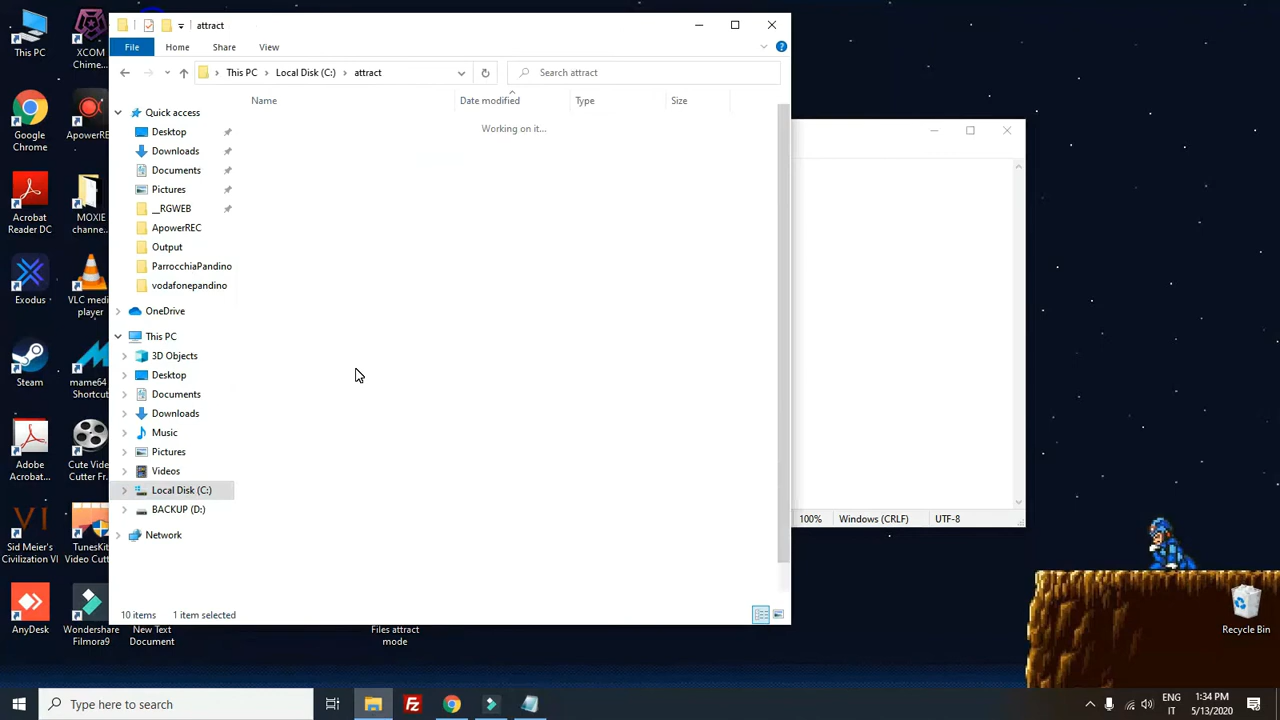 attract
File
Home
Share
View
This PC
Local Disk (C:)
attract
Search attract
Name
Date modified
Type
Size
Working on it...
Quick access
Desktop
Downloads
Documents
Pictures
__RGWEB
ApowerREC
Output
ParrocchiaPandino
vodafonepandino
OneDrive
This PC
3D Objects
Desktop
Documents
Downloads
Music
Pictures
Videos
Local Disk (C:)
BACKUP (D:)
Network
10 items
1 item selected
100%
Windows (CRLF)
UTF-8
This PC
XCOM
Chime...
Google
Chrome
ApowerRE...
Acrobat
Reader DC
MOXIE
channe...
Exodus
VLC medi
player
Steam
mame64
Shortcut
Adobe
Acrobat...
Cute Video
Cutter Fr...
Sid Meier's
Civilization VI
TunesKit
Video Cutt...
AnyDesk
Wondershare
Filmora9
New Text
Document
Files attract
mode
Recycle Bin
Type here to search
ENG
IT
1:34 PM
5/13/2020